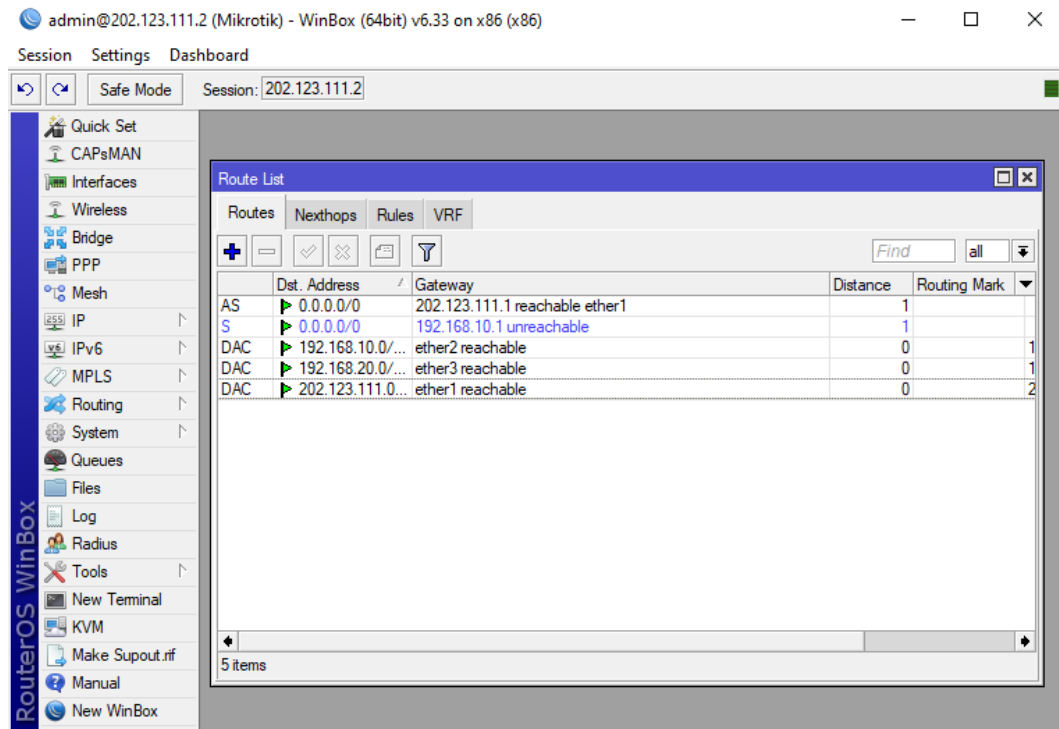 admin@202.123.111.2 (Mikrotik) - WinBox (64bit) v6.33 on x86 (x86)
Session Settings Dashboard
Safe Mode Session: 202.123.111.2
Quick Set
CAPsMAN
Interfaces
Wireless
Bridge
PPP
Mesh
255 IP
v6 IPv6
MPLS
Routing
System
Queues
Files
Log
Radius
Tools
New Terminal
KVM
Make Supout.rif
Manual
New WinBox
RouterOS WinBox
Route List
Routes Nexthops Rules VRF
Find all
Dst. Address Gateway Distance Routing Mark
AS 0.0.0.0/0 202.123.111.1 reachable ether1 1
S 0.0.0.0/0 192.168.10.1 unreachable 1
DAC 192.168.10.0/... ether2 reachable 0 1
DAC 192.168.20.0/... ether3 reachable 0 1
DAC 202.123.111.0... ether1 reachable 0 2
5 items